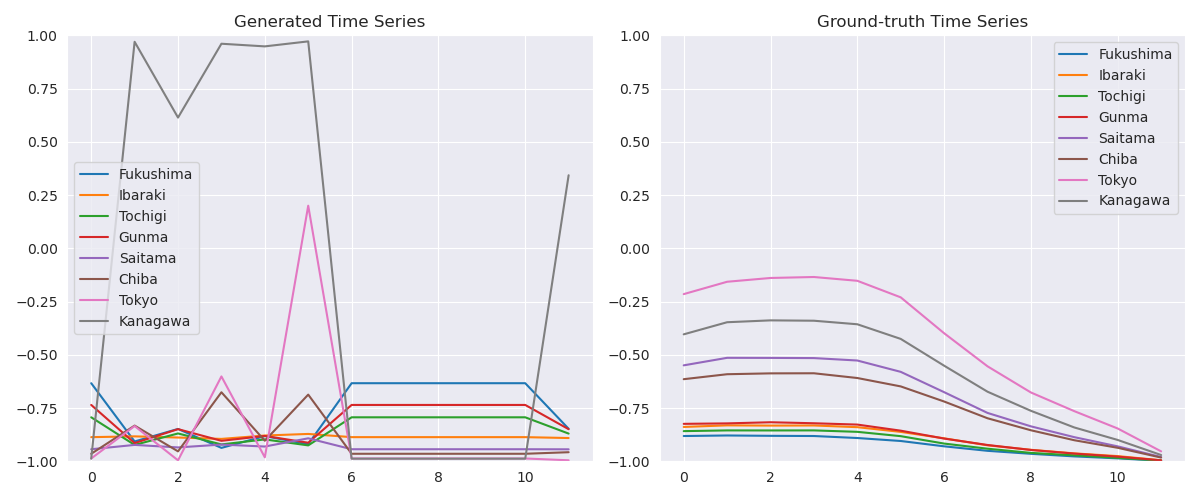 Generated Time Series
1.00
0.75
0.50
0.25
0.00
−0.25
−0.50
−0.75
−1.00
Fukushima
Ibaraki
Tochigi
Gunma
Saitama
Chiba
Tokyo
Kanagawa
0 2 4 6 8 10
Ground-truth Time Series
1.00
0.75
0.50
0.25
0.00
−0.25
−0.50
−0.75
−1.00
Fukushima
Ibaraki
Tochigi
Gunma
Saitama
Chiba
Tokyo
Kanagawa
0 2 4 6 8 10